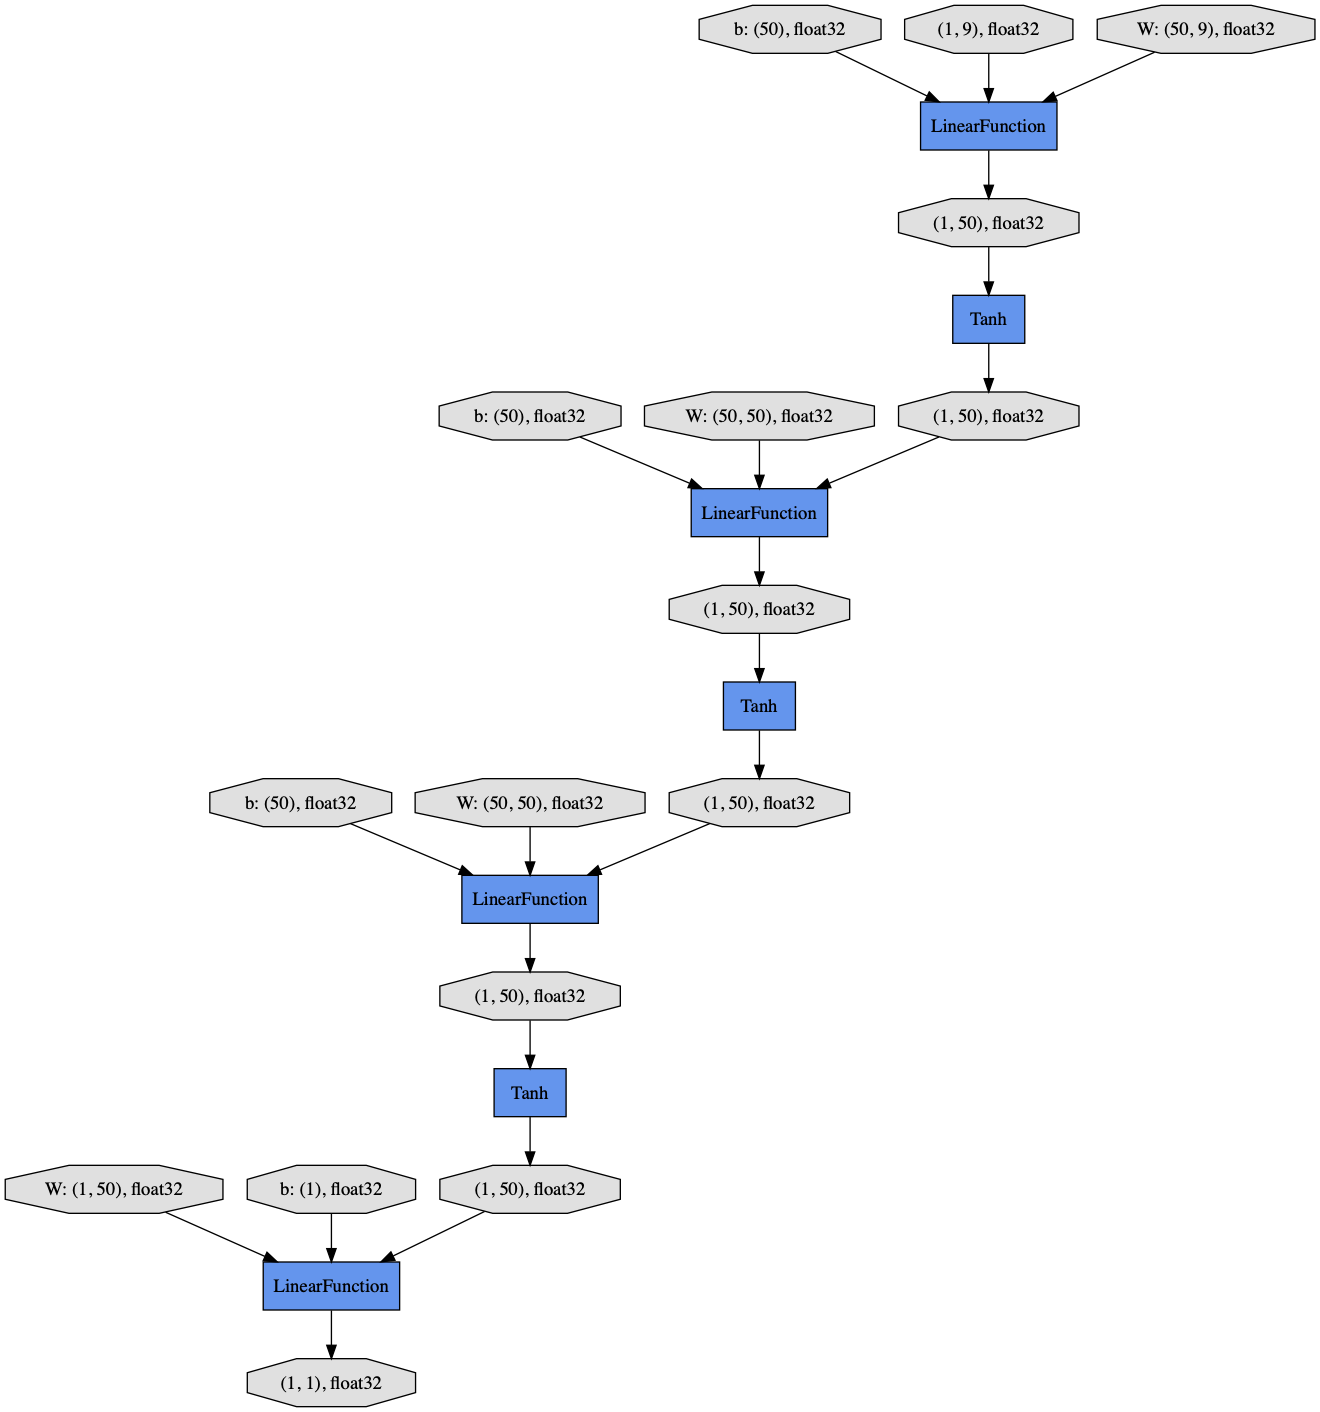 b: (50), float32
(1, 9), float32
W: (50, 9), float32
LinearFunction
(1, 50), float32
Tanh
b: (50), float32
W: (50, 50), float32
(1, 50), float32
LinearFunction
(1, 50), float32
Tanh
b: (50), float32
W: (50, 50), float32
(1, 50), float32
LinearFunction
(1, 50), float32
Tanh
W: (1, 50), float32
b: (1), float32
(1, 50), float32
LinearFunction
(1, 1), float32